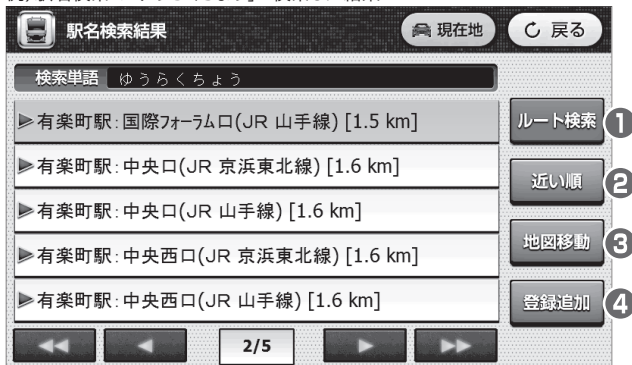 駅名検索結果
現在地
戻る
検索単語 ゆうらくちょう
有楽町駅:国際フォーラム口(JR 山手線) [1.5 km]
有楽町駅:中央口(JR 京浜東北線) [1.6 km]
有楽町駅:中央口(JR 山手線) [1.6 km]
有楽町駅:中央西口(JR 京浜東北線) [1.6 km]
有楽町駅:中央西口(JR 山手線) [1.6 km]
ルート検索 1
近い順 2
地図移動 3
登録追加 4
2/5